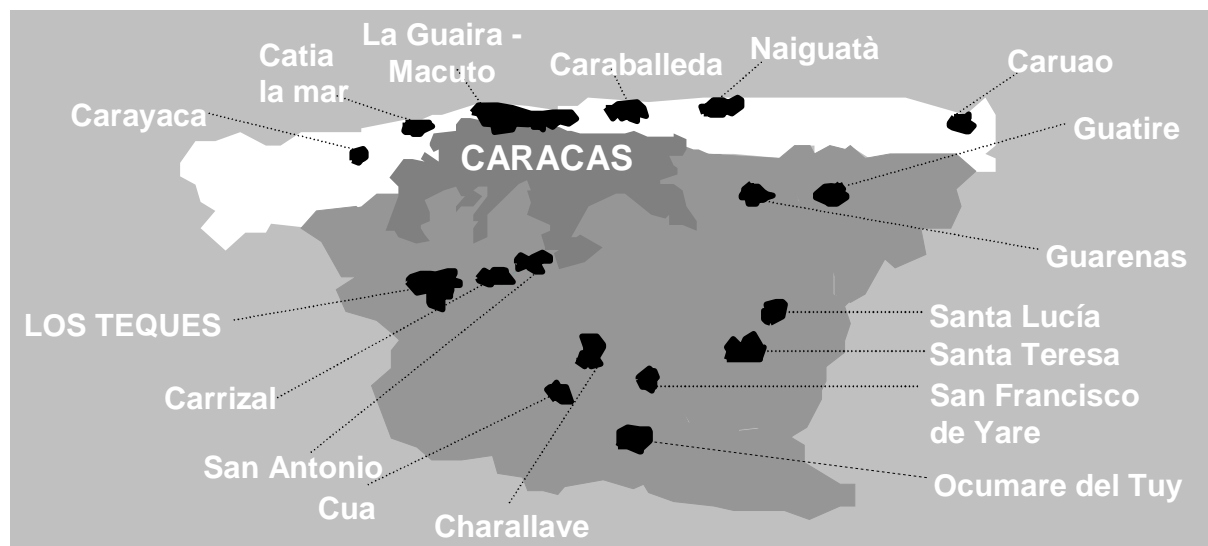 La Guaira -
Macuto
Catia
la mar
Caraballeda
Naiguatà
Caruao
Carayaca
Guatire
CARACAS
Guarenas
LOS TEQUES
Santa Lucía
Santa Teresa
Carrizal
San Francisco
de Yare
San Antonio
Cua
Charallave
Ocumare del Tuy